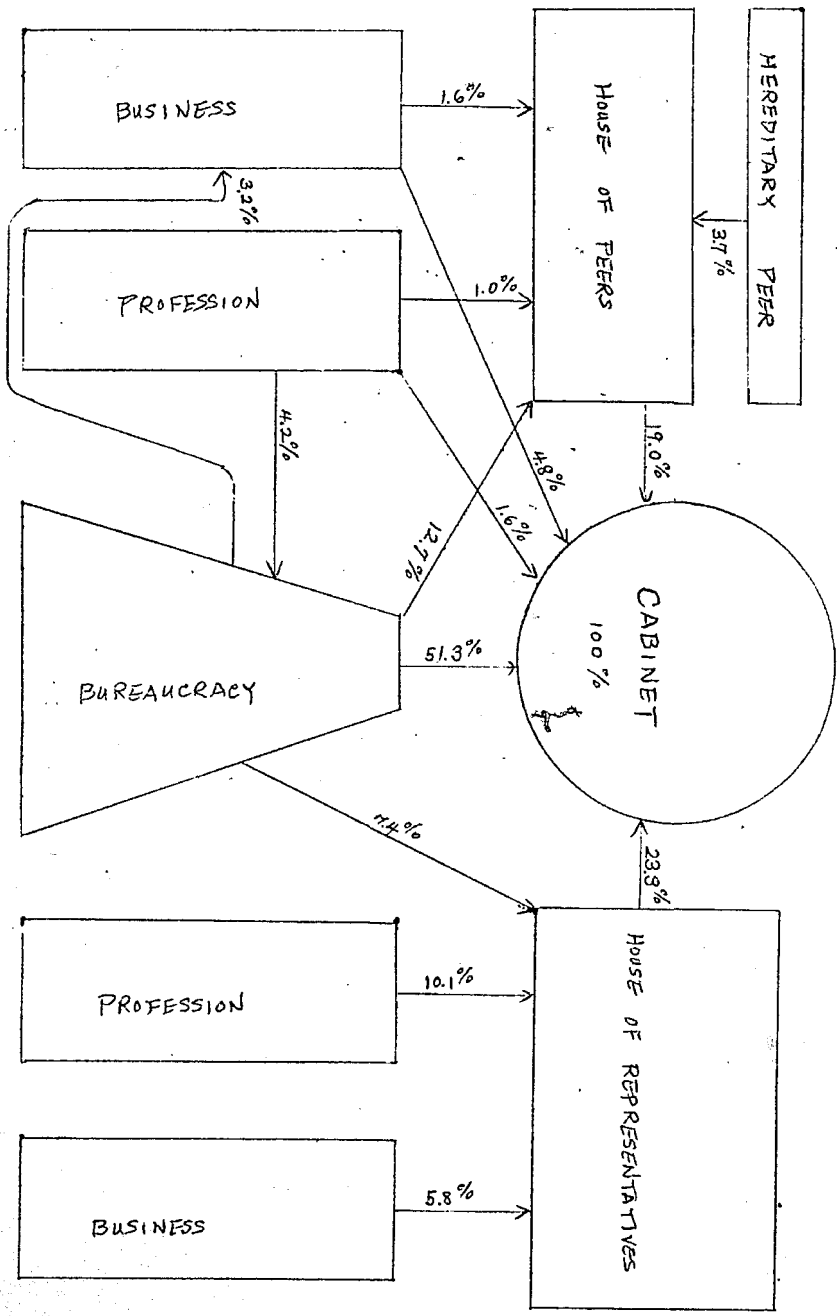 HEREDITARY PEER
3.7%
HOUSE OF PEERS
19.0%
CABINET
100%
23.3%
HOUSE OF REPRESENTATIVES
BUSINESS
1.6%
4.8%
3.2%
PROFESSION
1.0%
1.6%
4.2%
12.7%
51.3%
BUREAUCRACY
7.4%
PROFESSION
10.1%
BUSINESS
5.8%